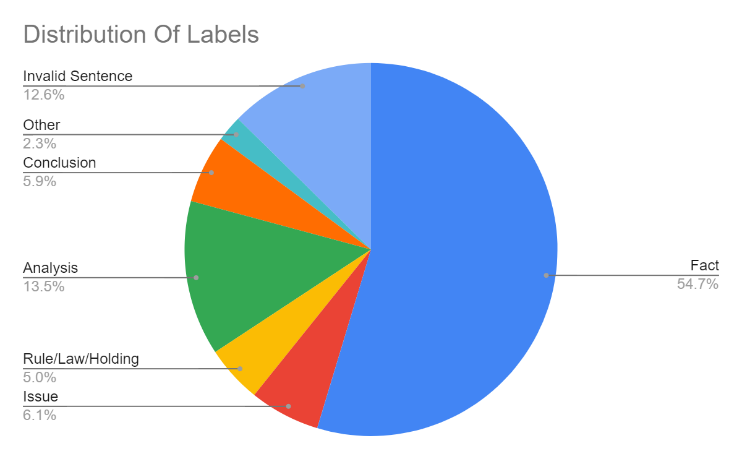 Distribution Of Labels
Invalid Sentence
12.6%
Other
2.3%
Conclusion
5.9%
Analysis
13.5%
Rule/Law/Holding
5.0%
Issue
6.1%
Fact
54.7%